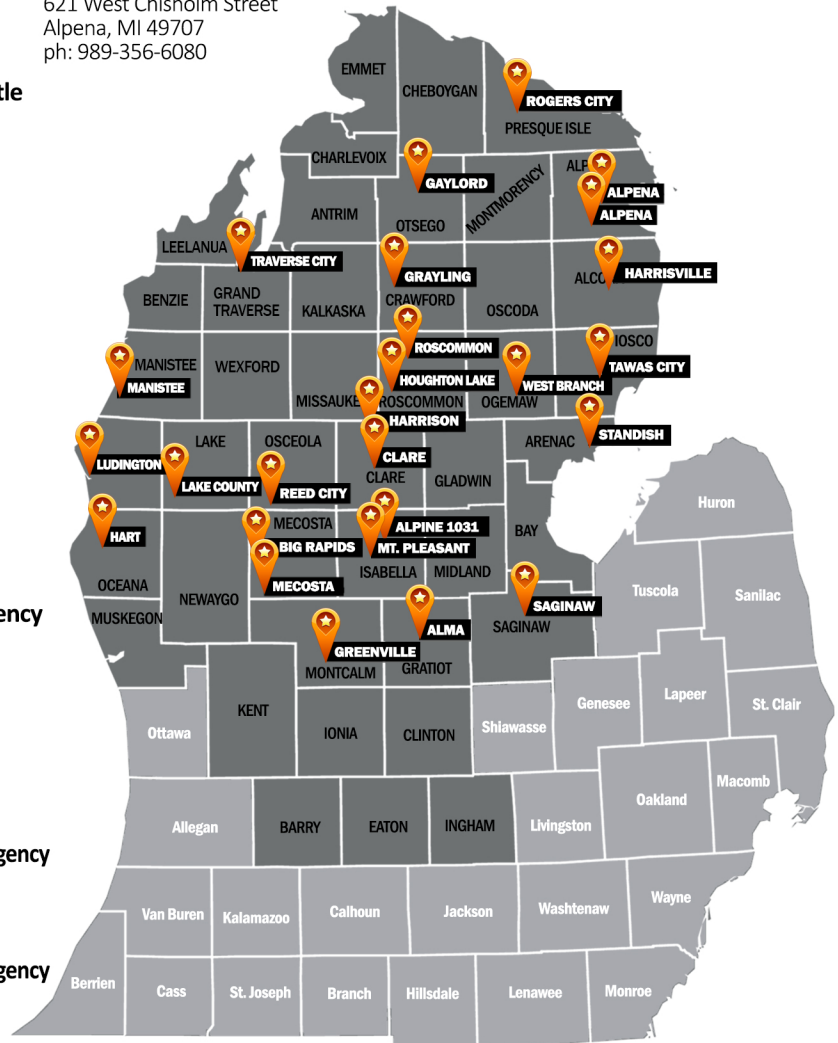 621 West Chisholm Street
Alpena, MI 49707
ph: 989-356-6080
EMMET
tle
CHEBOYGAN
ROGERS CITY
PRESQUE ISLE
CHARLEVOIX
GAYLORD
MONTMORENCY
ALP
ALPENA
ALPENA
ANTRIM
OTSEGO
LEELANUA
TRAVERSE CITY
GRAYLING
ALCO
HARRISVILLE
BENZIE
GRAND
TRAVERSE
KALKASKA
CRAWFORD
OSCODA
ROSCOMMON
IOSCO
MANISTEE
MANISTEE
WEXFORD
HOUGHTON LAKE
WEST BRANCH
TAWAS CITY
MISSAUKE
ROSCOMMON
OGEMAW
HARRISON
LAKE
OSCEOLA
ARENAC
STANDISH
LUDINGTON
CLARE
LAKE COUNTY
REED CITY
CLARE
GLADWIN
Huron
HART
MECOSTA
ALPINE 1031
BAY
BIG RAPIDS
MT. PLEASANT
OCEANA
MECOSTA
ISABELLA
MIDLAND
NEWAYGO
Tuscola
Sanilac
ency
MUSKEGON
SAGINAW
SAGINAW
ALMA
GREENVILLE
MONTCALM
GRATIOT
KENT
Ottawa
IONIA
CLINTON
Shiawasse
Genesee
Lapeer
St. Clair
Allegan
BARRY
EATON
INGHAM
Livingston
Oakland
Macomb
gency
Van Buren
Kalamazoo
Calhoun
Jackson
Washtenaw
Wayne
gency
Berrien
Cass
St. Joseph
Branch
Hillsdale
Lenawee
Monroe